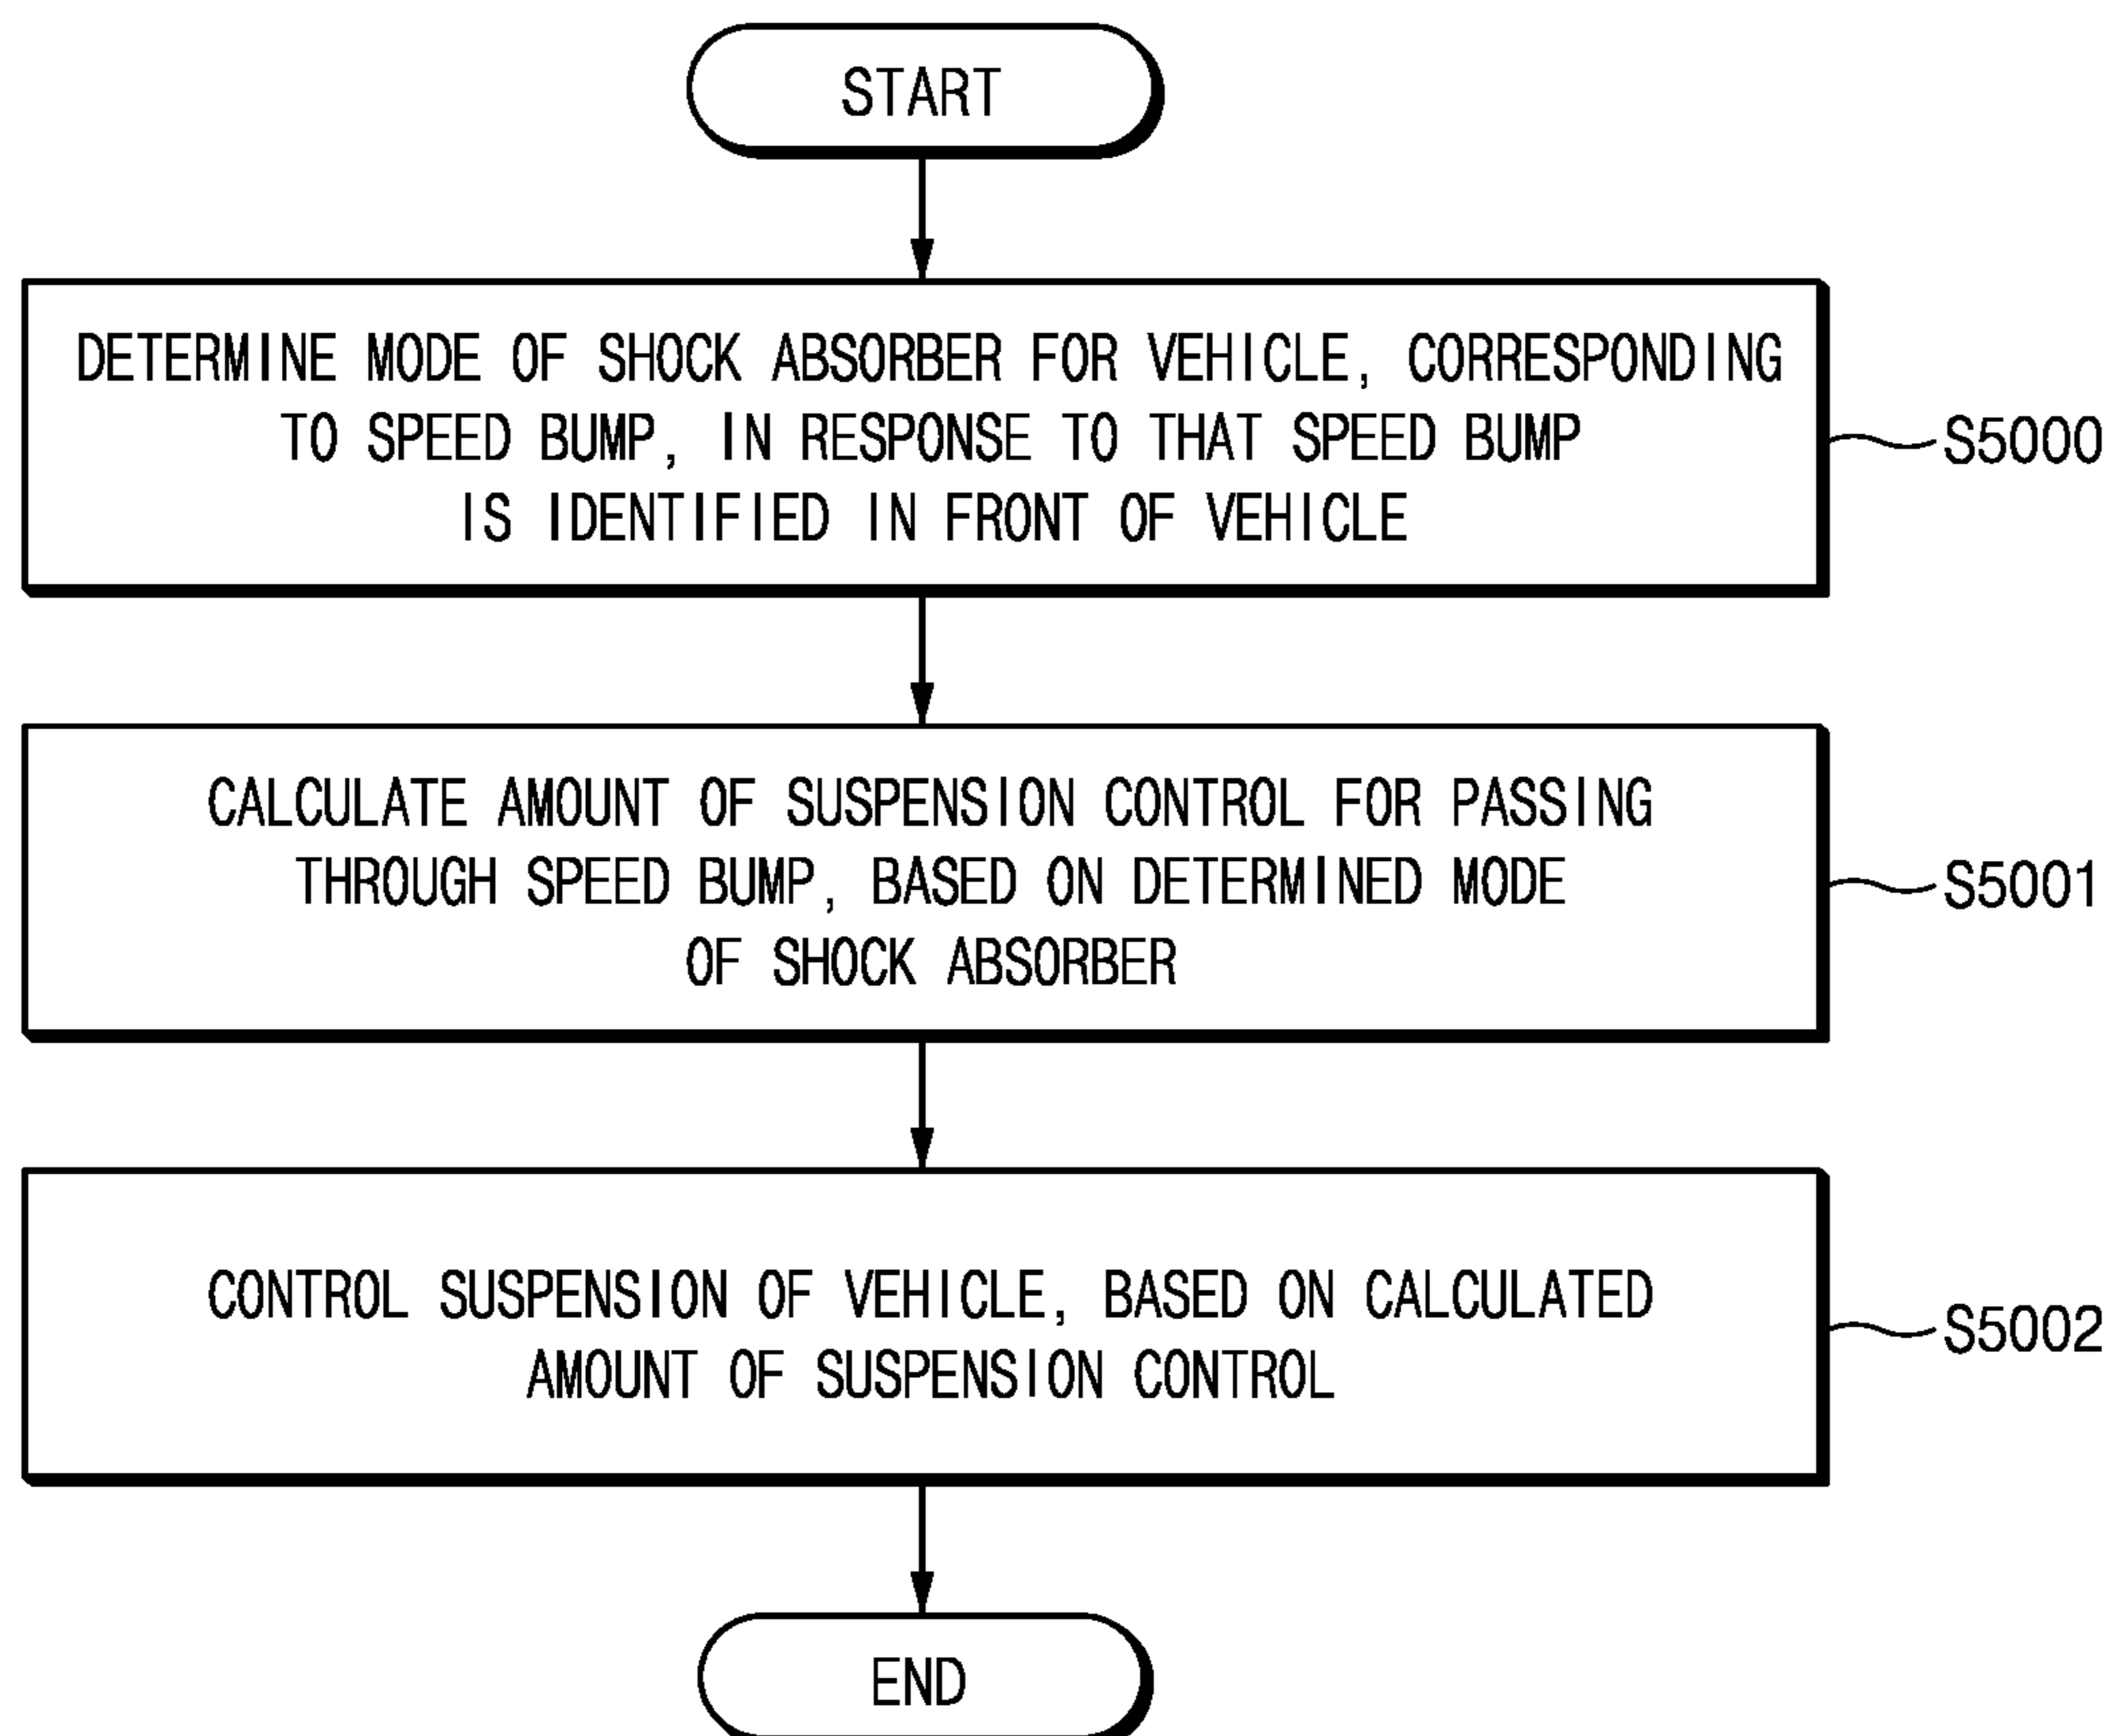 START
DETERMINE MODE OF SHOCK ABSORBER FOR VEHICLE, CORRESPONDING
TO SPEED BUMP, IN RESPONSE TO THAT SPEED BUMP
IS IDENTIFIED IN FRONT OF VEHICLE
S5000
CALCULATE AMOUNT OF SUSPENSION CONTROL FOR PASSING
THROUGH SPEED BUMP, BASED ON DETERMINED MODE
OF SHOCK ABSORBER
S5001
CONTROL SUSPENSION OF VEHICLE, BASED ON CALCULATED
AMOUNT OF SUSPENSION CONTROL
S5002
END